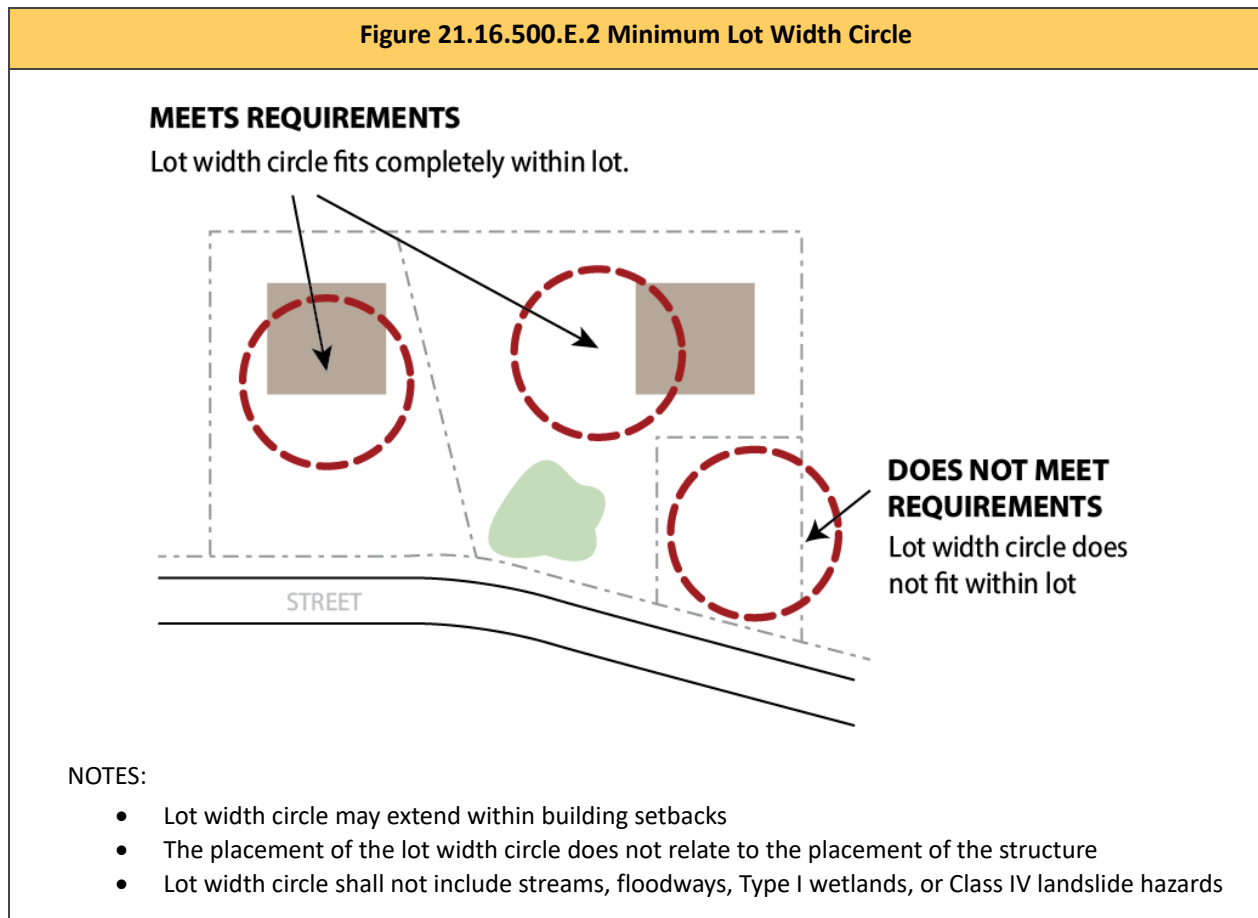 Figure 21.16.500.E.2 Minimum Lot Width Circle
MEETS REQUIREMENTS
Lot width circle fits completely within lot.
DOES NOT MEET
REQUIREMENTS
Lot width circle does
not fit within lot
STREET
NOTES:
• Lot width circle may extend within building setbacks
• The placement of the lot width circle does not relate to the placement of the structure
• Lot width circle shall not include streams, floodways, Type I wetlands, or Class IV landslide hazards